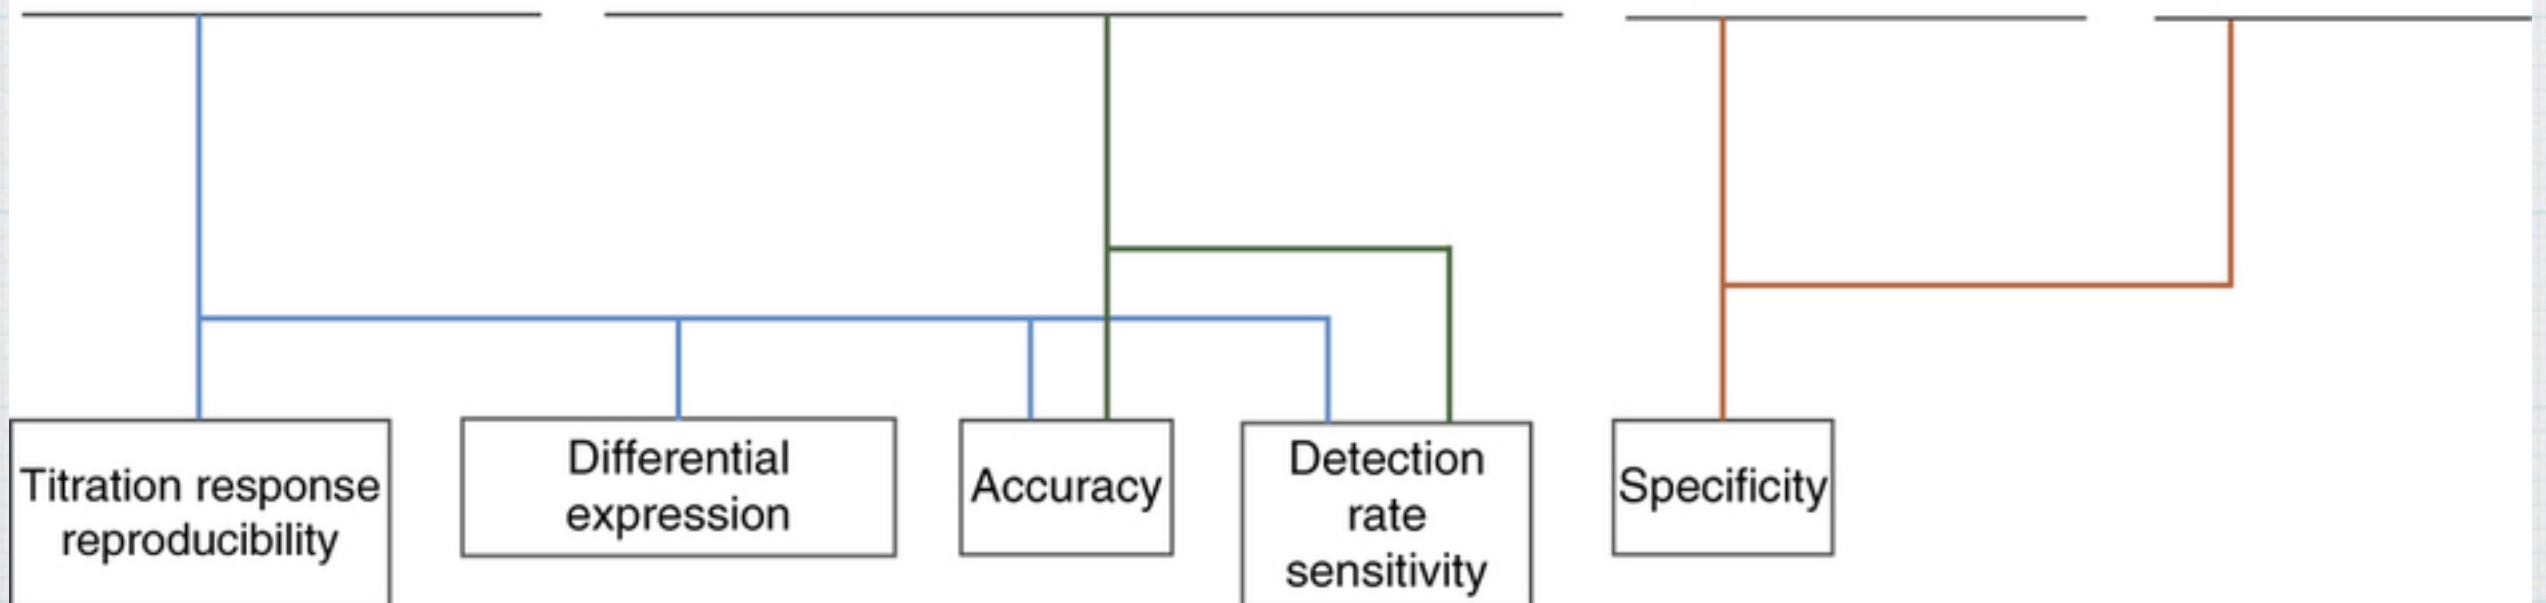 Titration response
reproducibility
Differential
expression
Accuracy
Detection
rate
sensitivity
Specificity